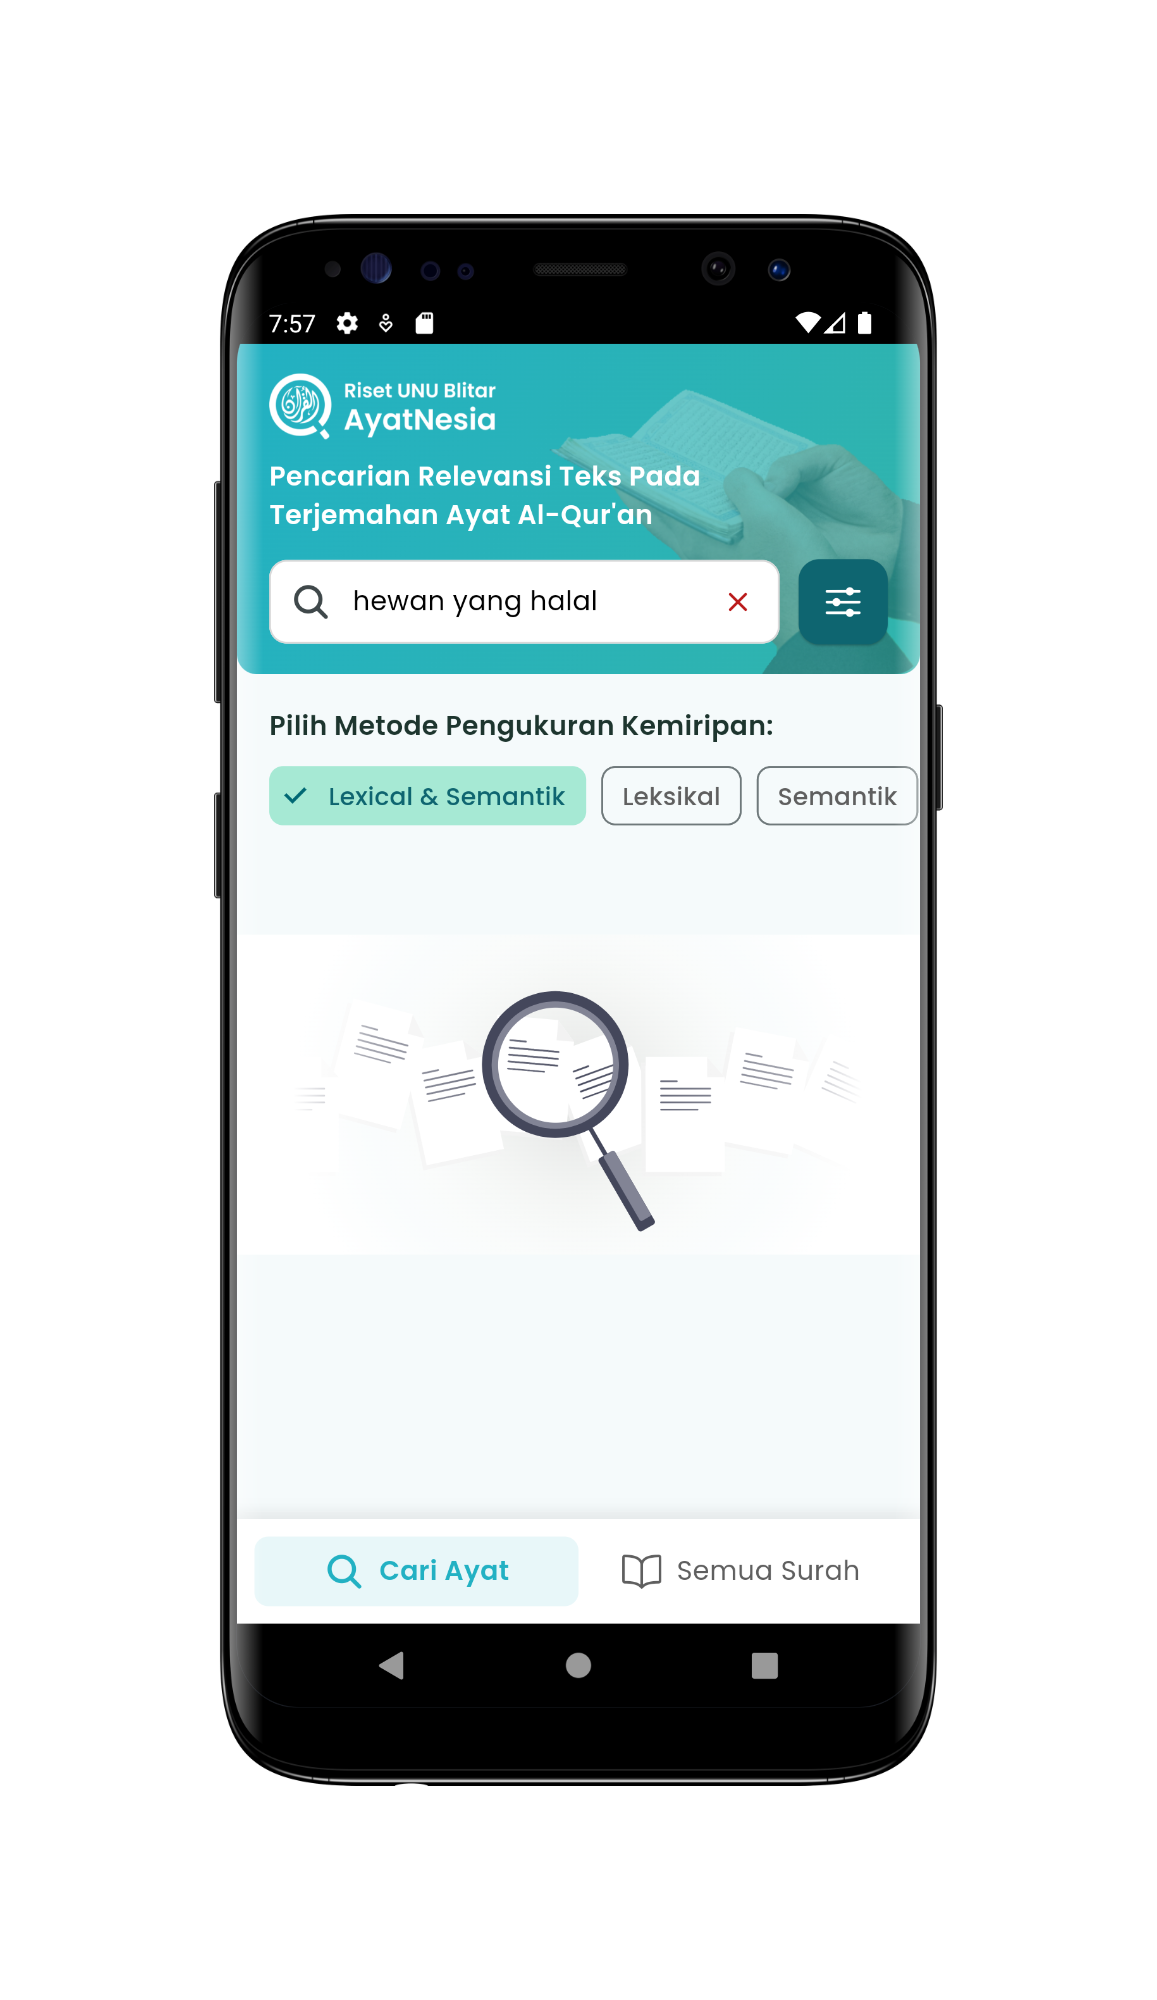 7:57
Riset UNU Blitar
AyatNesia
Pencarian Relevansi Teks Pada
Terjemahan Ayat Al-Qur'an
hewan yang halal
Pilih Metode Pengukuran Kemiripan:
Lexical & Semantik
Leksikal
Semantik
Cari Ayat
Semua Surah